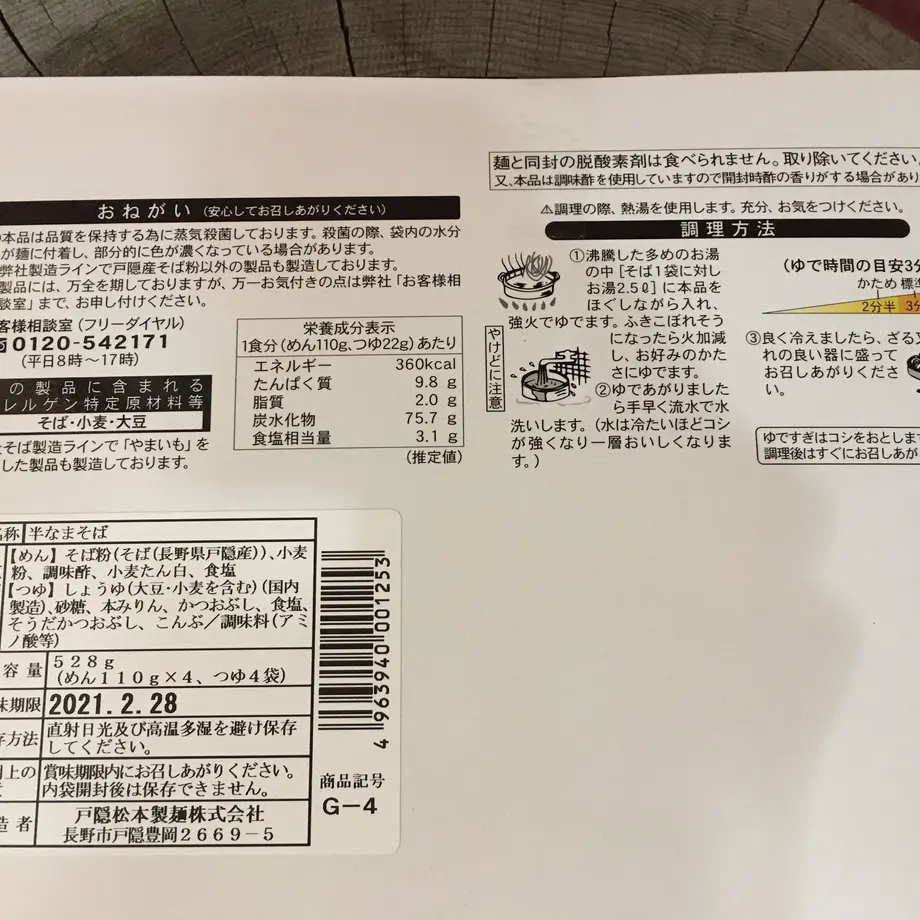 おねがい (安心してお召しあがりください)
本品は品質を保持する為に蒸気殺菌しております。殺菌の際、袋内の水分
が麺に付着し、部分的に色が濃くなっている場合があります。
弊社製造ラインで戸隠産そば粉以外の製品も製造しております。
製品には、万全を期しておりますが、万一お気付きの点は弊社「お客様相
談室」まで、お申し付けください。
客様相談室 (フリーダイヤル)
0120-542171
(平日8時〜17時)
の製品に含まれる
レルゲン特定原材料等
そば・小麦・大豆
そば製造ラインで「やまいも」を
した製品も製造しております。
栄養成分表示
1食分(めん110g、つゆ22g)あたり
エネルギー 360kcal
たんぱく質 9.8 g
脂質 2.0 g
炭水化物 75.7 g
食塩相当量 3.1 g
(推定値)
麺と同封の脱酸素剤は食べられません。取り除いてください
又、本品は調味酢を使用していますので開封時酢の香りがする場合があり
⚠調理の際、熱湯を使用します。充分、お気をつけください。
調理方法
①沸騰した多めのお湯
の中[そば1袋に対し
お湯2.5ℓ]に本品を
ほぐしながら入れ、
強火でゆでます。ふきこぼれそう
になったら火加減
し、お好みのかた
さにゆでます。
やけどに注意
②ゆであがりました
ら手早く流水で水
洗いします。(水は冷たいほどコシ
が強くなり一層おいしくなりま
す。)
(ゆで時間の目安3分
かため 標準
2分半 3分
③良く冷えましたら、ざる
れの良い器に盛って
お召しあがりくださ
い。
ゆですぎはコシをおとしま
調理後はすぐにお召しあが
名称 半なまそば
【めん】そば粉(そば(長野県戸隠産))、小麦
粉、調味酢、小麦たん白、食塩
【つゆ】しょうゆ(大豆・小麦を含む)(国内
製造)、砂糖、本みりん、かつおぶし、食塩、
そうだかつおぶし、こんぶ／調味料(アミ
ノ酸等)
容量 528g
(めん110g×4、つゆ4袋)
味期限 2021.2.28
存方法 直射日光及び高温多湿を避け保存
してください。
上の 賞味期限内にお召しあがりください。
内袋開封後は保存できません。
造者 戸隠松本製麺株式会社
長野市戸隠豊岡2669-5
4 963940 001253
商品記号
G-4